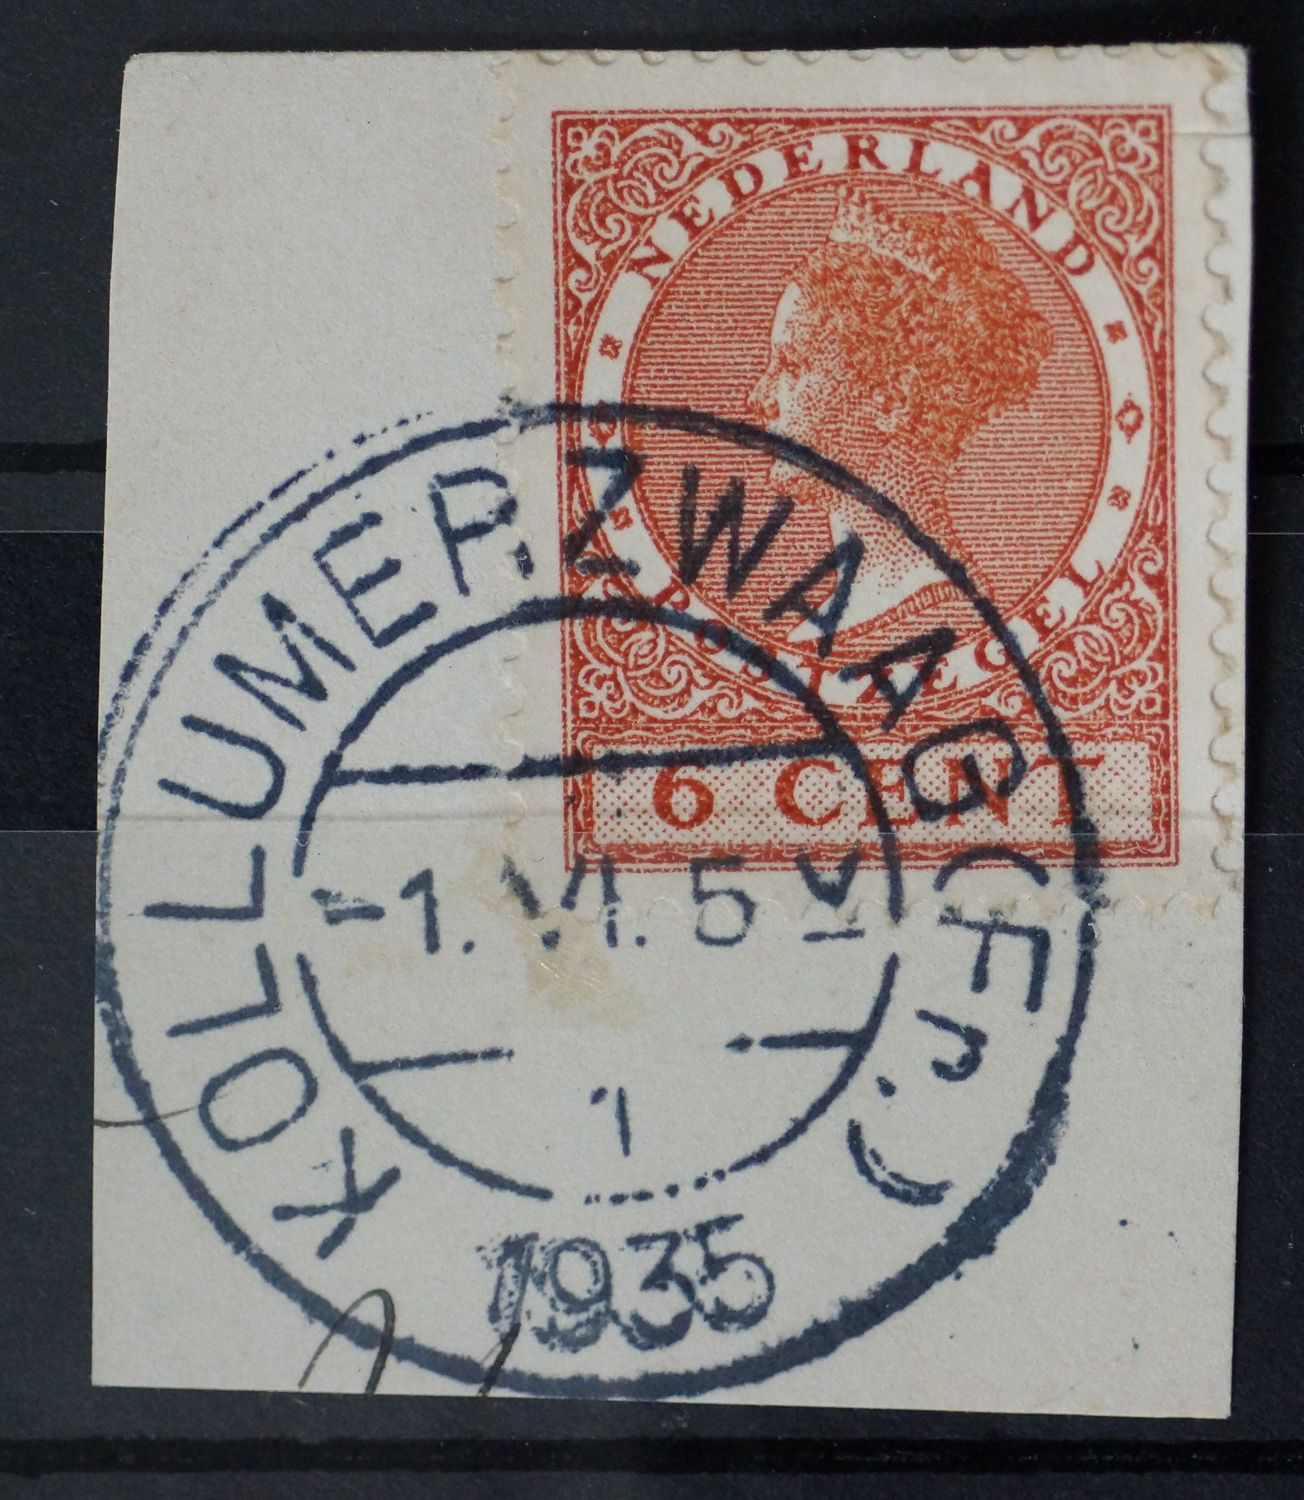 NEDERLAND
POSTZEGEL
6 CENT
KOLLUMERZWAAG (Fr.)
-1.VI.5 V
1
1935